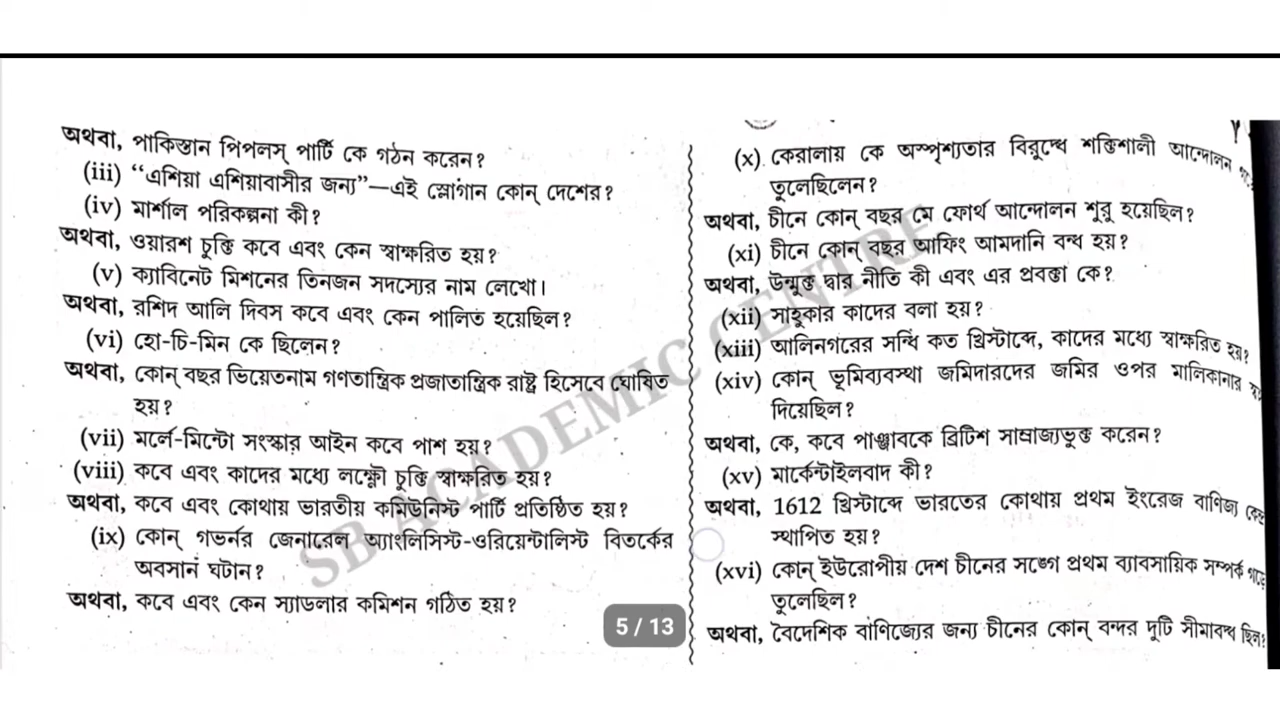 অথবা, পাকিস্তান পিপলস্ পার্টি কে গঠন করেন?
(iii) “এশিয়া এশিয়াবাসীর জন্য”—এই স্লোগান কোন্ দেশের?
(iv) মার্শাল পরিকল্পনা কী?
অথবা, ওয়ারশ চুক্তি কবে এবং কেন স্বাক্ষরিত হয়?
(v) ক্যাবিনেট মিশনের তিনজন সদস্যের নাম লেখো।
অথবা, রশিদ আলি দিবস কবে এবং কেন পালিত হয়েছিল?
(vi) হো-চি-মিন কে ছিলেন?
অথবা, কোন্ বছর ভিয়েতনাম গণতান্ত্রিক প্রজাতান্ত্রিক রাষ্ট্র হিসেবে ঘোষিত
হয়?
(vii) মর্লে-মিন্টো সংস্কার আইন কবে পাশ হয়?
(viii) কবে এবং কাদের মধ্যে লক্ষ্ণৌ চুক্তি স্বাক্ষরিত হয়?
অথবা, কবে এবং কোথায় ভারতীয় কমিউনিস্ট পার্টি প্রতিষ্ঠিত হয়?
(ix) কোন্ গভর্নর জেনারেল অ্যাংলিসিস্ট-ওরিয়েন্টালিস্ট বিতর্কের
অবসান ঘটান?
অথবা, কবে এবং কেন স্যাডলার কমিশন গঠিত হয়?
5 / 13
(x) কেরালায় কে অস্পৃশ্যতার বিরুদ্ধে শক্তিশালী আন্দোলন
তুলেছিলেন?
অথবা, চীনে কোন্ বছর মে ফোর্থ আন্দোলন শুরু হয়েছিল?
(xi) চীনে কোন্ বছর আফিং আমদানি বন্ধ হয়?
অথবা, উন্মুক্ত দ্বার নীতি কী এবং এর প্রবক্তা কে?
(xii) সাহুকার কাদের বলা হয়?
(xiii) আলিনগরের সন্ধি কত খ্রিস্টাব্দে, কাদের মধ্যে স্বাক্ষরিত হয়?
(xiv) কোন্ ভূমিব্যবস্থা জমিদারদের জমির ওপর মালিকানার
দিয়েছিল?
অথবা, কে, কবে পাঞ্জাবকে ব্রিটিশ সাম্রাজ্যভুক্ত করেন?
(xv) মার্কেন্টাইলবাদ কী?
অথবা, 1612 খ্রিস্টাব্দে ভারতের কোথায় প্রথম ইংরেজ বাণিজ্য
স্থাপিত হয়?
(xvi) কোন্ ইউরোপীয় দেশ চীনের সঙ্গে প্রথম ব্যাবসায়িক সম্পর্ক গড়ে
তুলেছিল?
অথবা, বৈদেশিক বাণিজ্যের জন্য চীনের কোন্ বন্দর দুটি সীমাবদ্ধ ছিল?
SB ACADEMIC CENTRE